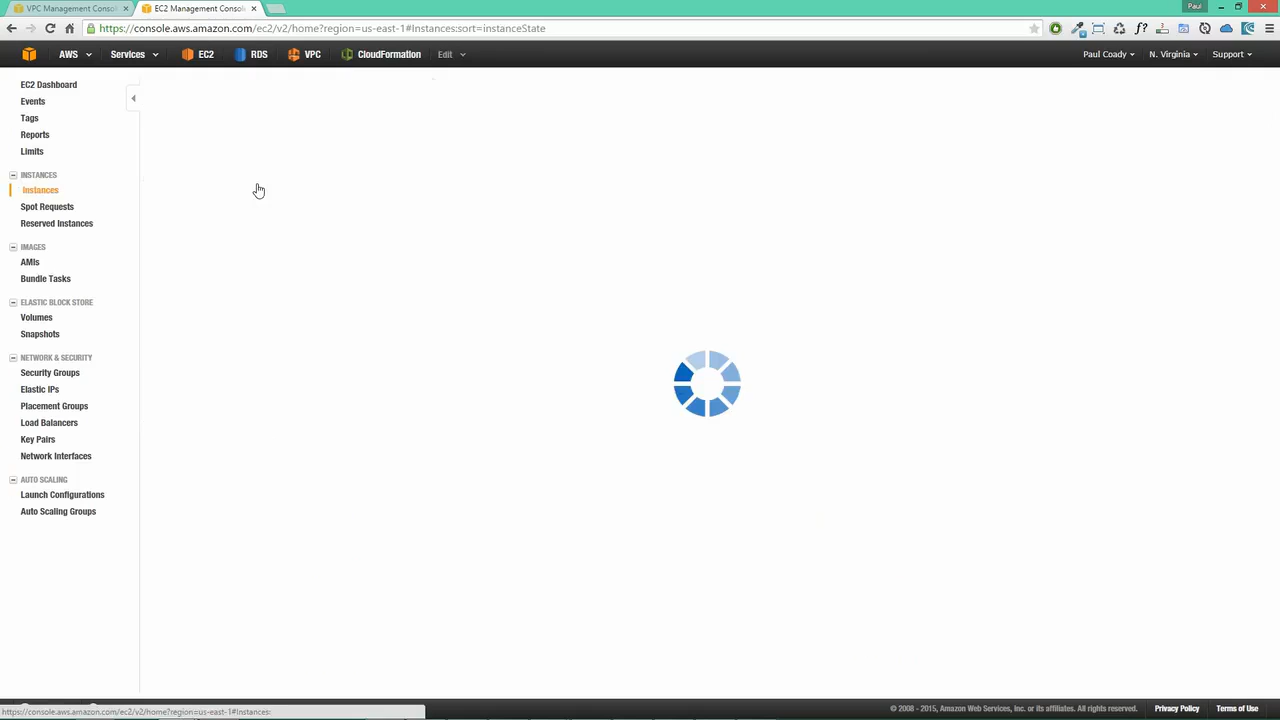 VPC Management Consol
EC2 Management Consol
Paul
https://console.aws.amazon.com/ec2/v2/home?region=us-east-1#Instances:sort=instanceState
AWS
Services
EC2
RDS
VPC
CloudFormation
Edit
Paul Coady
N. Virginia
Support
EC2 Dashboard
Events
Tags
Reports
Limits
INSTANCES
Instances
Spot Requests
Reserved Instances
IMAGES
AMIs
Bundle Tasks
ELASTIC BLOCK STORE
Volumes
Snapshots
NETWORK & SECURITY
Security Groups
Elastic IPs
Placement Groups
Load Balancers
Key Pairs
Network Interfaces
AUTO SCALING
Launch Configurations
Auto Scaling Groups
https://console.aws.amazon.com/ec2/v2/home?region=us-east-1#Instances:
© 2008 - 2015, Amazon Web Services, Inc. or its affiliates. All rights reserved.
Privacy Policy
Terms of Use